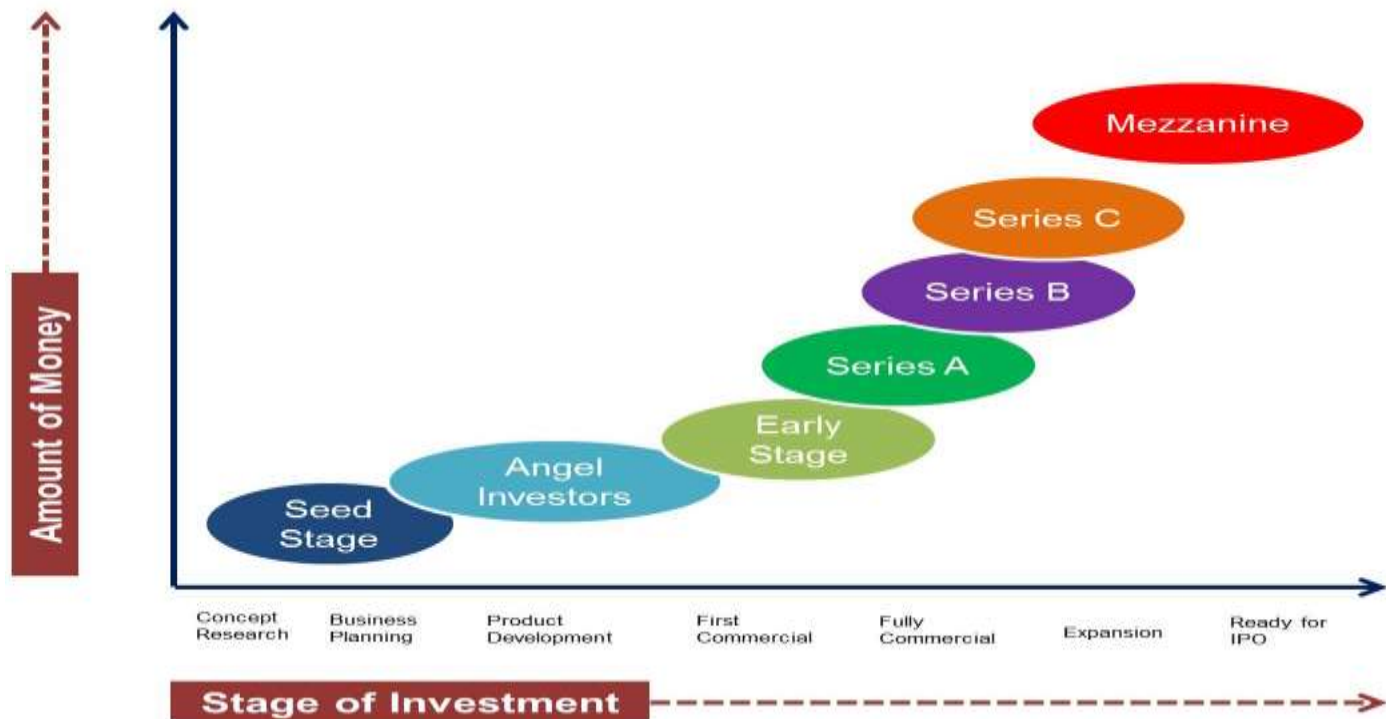 Amount of Money
Mezzanine
Series C
Series B
Series A
Early
Stage
Angel
Investors
Seed
Stage
Concept
Research
Business
Planning
Product
Development
First
Commercial
Fully
Commercial
Expansion
Ready for
IPO
Stage of Investment